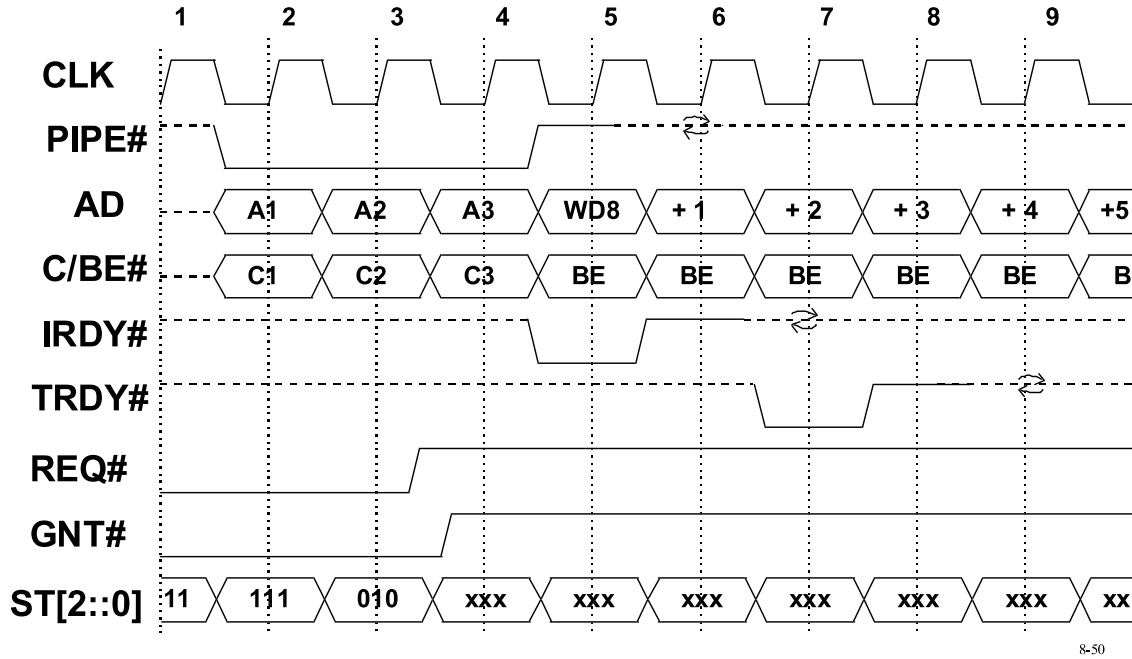 1 2 3 4 5 6 7 8 9
CLK
PIPE#
AD A1 A2 A3 WD8 + 1 + 2 + 3 + 4 +5
C/BE# C1 C2 C3 BE BE BE BE BE B
IRDY#
TRDY#
REQ#
GNT#
ST[2::0] 11 111 010 xxx xxx xxx xxx xxx xxx xx
8-50